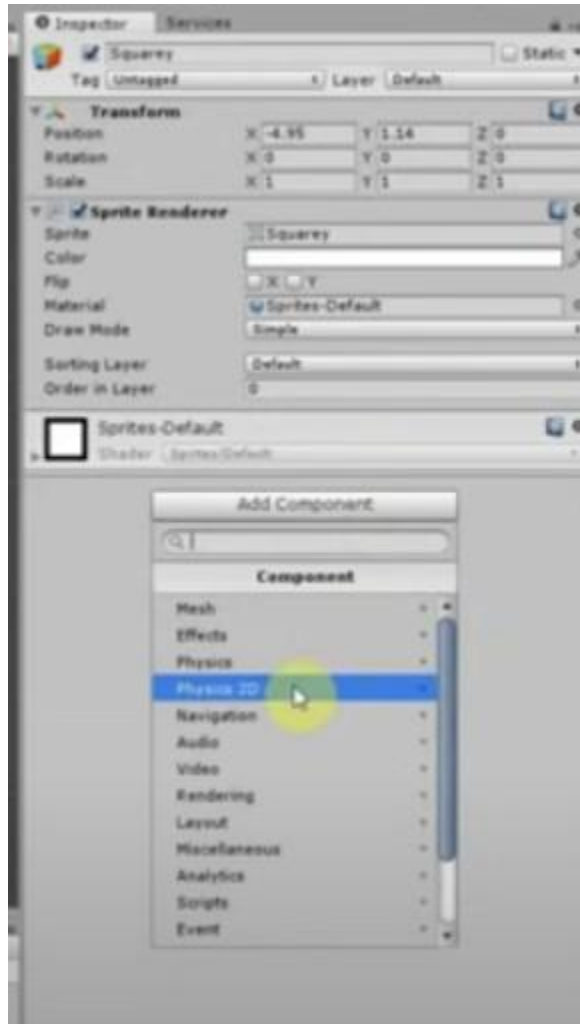 Inspector Services
Squarey Static
Tag Untagged Layer Default
Transform
Position X -4.95 Y 1.14 Z 0
Rotation X 0 Y 0 Z 0
Scale X 1 Y 1 Z 1
Sprite Renderer
Sprite Squarey
Color
Flip X Y
Material Sprites-Default
Draw Mode Simple
Sorting Layer Default
Order in Layer 0
Sprites-Default
Shader Sprites/Default
Add Component
Component
Mesh
Effects
Physics
Physics 2D
Navigation
Audio
Video
Rendering
Layout
Miscellaneous
Analytics
Scripts
Event